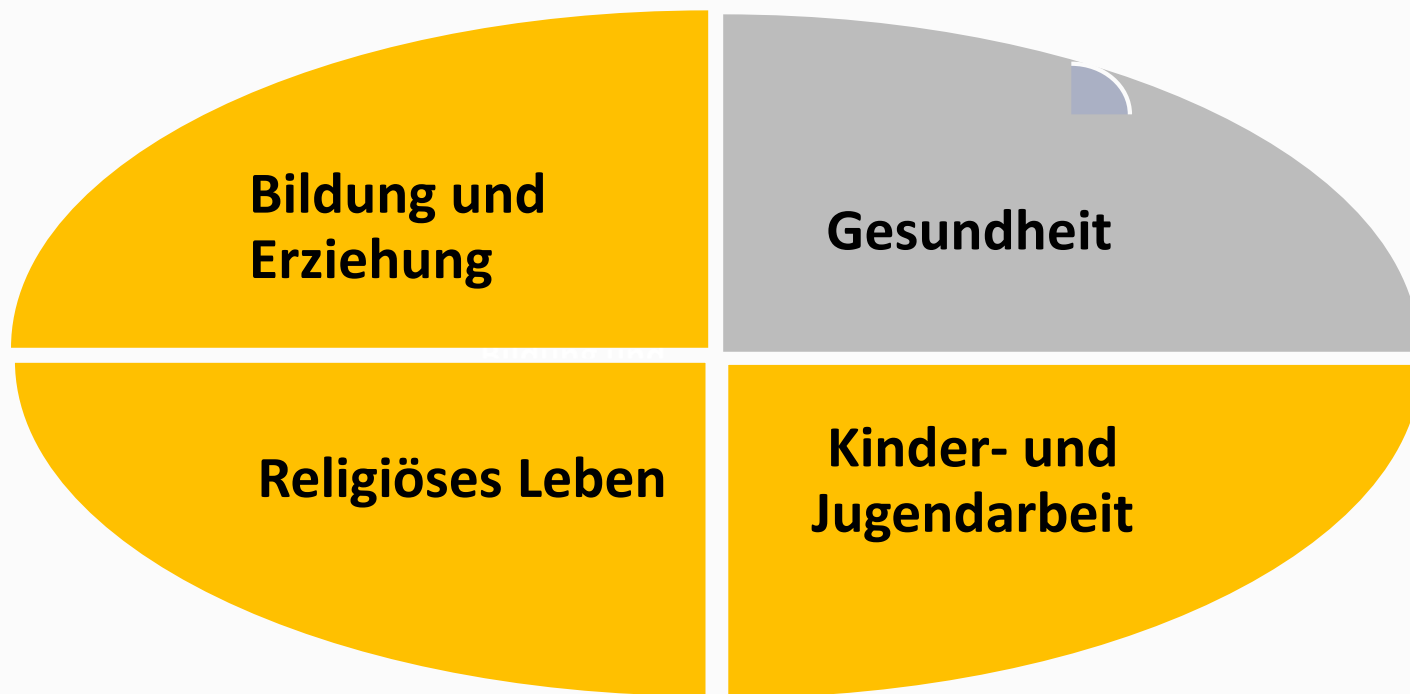 Bildung und
Erziehung
Gesundheit
Religiöses Leben
Kinder- und
Jugendarbeit